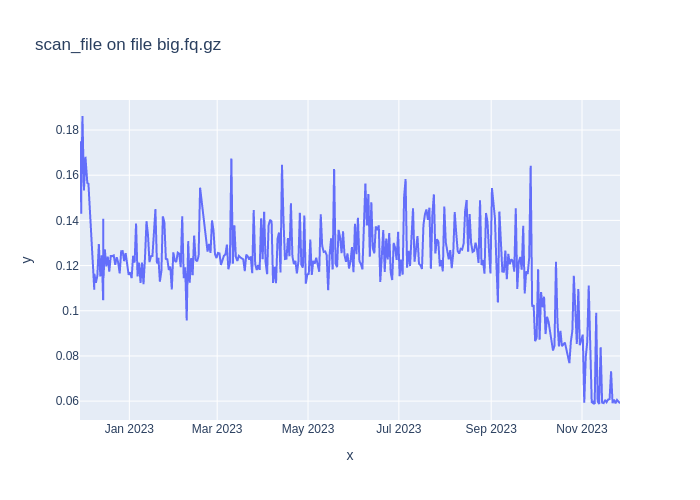 scan_file on file big.fq.gz
0.18
0.16
0.14
0.12
0.1
0.08
0.06
y
Jan 2023
Mar 2023
May 2023
Jul 2023
Sep 2023
Nov 2023
x